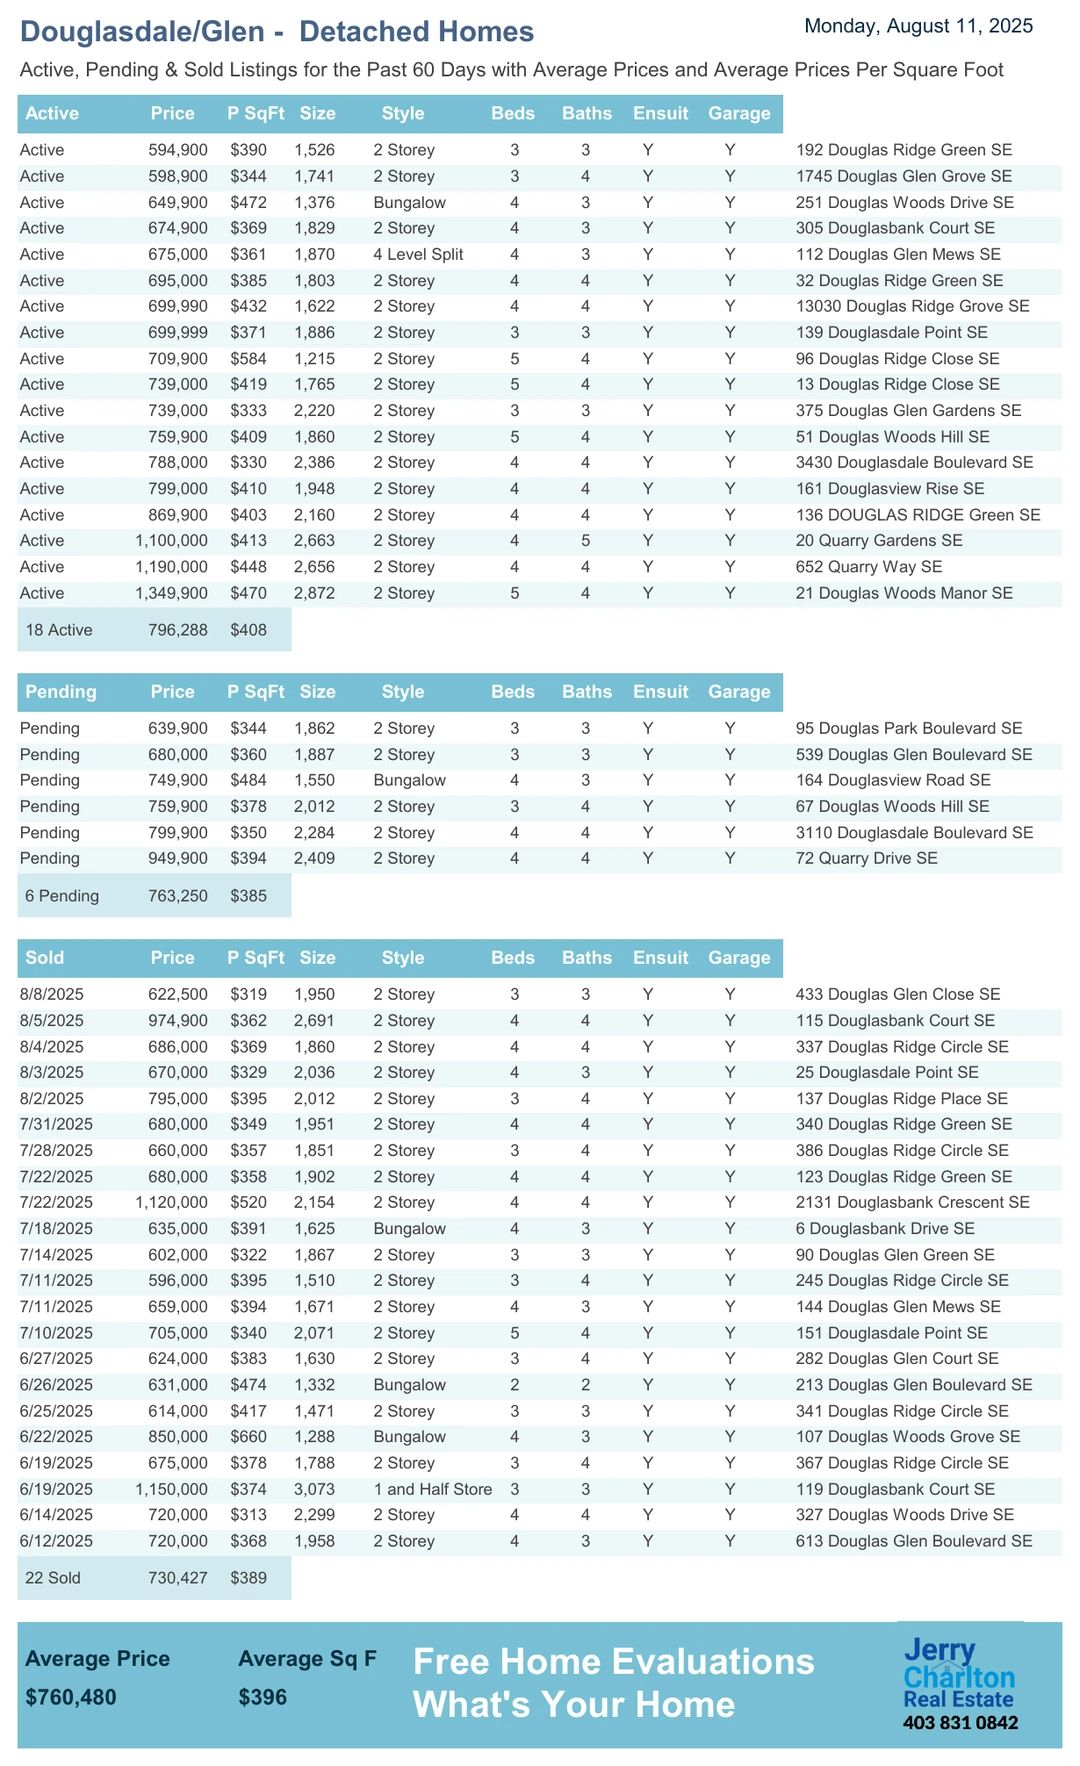 Douglasdale/Glen - Detached Homes
Monday, August 11, 2025
Active, Pending & Sold Listings for the Past 60 Days with Average Prices and Average Prices Per Square Foot
Active Price P SqFt Size Style Beds Baths Ensuit Garage
Active 594,900 $390 1,526 2 Storey 3 3 Y Y 192 Douglas Ridge Green SE
Active 598,900 $344 1,741 2 Storey 3 4 Y Y 1745 Douglas Glen Grove SE
Active 649,900 $472 1,376 Bungalow 4 3 Y Y 251 Douglas Woods Drive SE
Active 674,900 $369 1,829 2 Storey 4 3 Y Y 305 Douglasbank Court SE
Active 675,000 $361 1,870 4 Level Split 4 3 Y Y 112 Douglas Glen Mews SE
Active 695,000 $385 1,803 2 Storey 4 4 Y Y 32 Douglas Ridge Green SE
Active 699,990 $432 1,622 2 Storey 4 4 Y Y 13030 Douglas Ridge Grove SE
Active 699,999 $371 1,886 2 Storey 3 3 Y Y 139 Douglasdale Point SE
Active 709,900 $584 1,215 2 Storey 5 4 Y Y 96 Douglas Ridge Close SE
Active 739,000 $419 1,765 2 Storey 5 4 Y Y 13 Douglas Ridge Close SE
Active 739,000 $333 2,220 2 Storey 3 3 Y Y 375 Douglas Glen Gardens SE
Active 759,900 $409 1,860 2 Storey 5 4 Y Y 51 Douglas Woods Hill SE
Active 788,000 $330 2,386 2 Storey 4 4 Y Y 3430 Douglasdale Boulevard SE
Active 799,000 $410 1,948 2 Storey 4 4 Y Y 161 Douglasview Rise SE
Active 869,900 $403 2,160 2 Storey 4 4 Y Y 136 DOUGLAS RIDGE Green SE
Active 1,100,000 $413 2,663 2 Storey 4 5 Y Y 20 Quarry Gardens SE
Active 1,190,000 $448 2,656 2 Storey 4 4 Y Y 652 Quarry Way SE
Active 1,349,900 $470 2,872 2 Storey 5 4 Y Y 21 Douglas Woods Manor SE
18 Active 796,288 $408
Pending Price P SqFt Size Style Beds Baths Ensuit Garage
Pending 639,900 $344 1,862 2 Storey 3 3 Y Y 95 Douglas Park Boulevard SE
Pending 680,000 $360 1,887 2 Storey 3 3 Y Y 539 Douglas Glen Boulevard SE
Pending 749,900 $484 1,550 Bungalow 4 3 Y Y 164 Douglasview Road SE
Pending 759,900 $378 2,012 2 Storey 3 4 Y Y 67 Douglas Woods Hill SE
Pending 799,900 $350 2,284 2 Storey 4 4 Y Y 3110 Douglasdale Boulevard SE
Pending 949,900 $394 2,409 2 Storey 4 4 Y Y 72 Quarry Drive SE
6 Pending 763,250 $385
Sold Price P SqFt Size Style Beds Baths Ensuit Garage
8/8/2025 622,500 $319 1,950 2 Storey 3 3 Y Y 433 Douglas Glen Close SE
8/5/2025 974,900 $362 2,691 2 Storey 4 4 Y Y 115 Douglasbank Court SE
8/4/2025 686,000 $369 1,860 2 Storey 4 4 Y Y 337 Douglas Ridge Circle SE
8/3/2025 670,000 $329 2,036 2 Storey 4 3 Y Y 25 Douglasdale Point SE
8/2/2025 795,000 $395 2,012 2 Storey 3 4 Y Y 137 Douglas Ridge Place SE
7/31/2025 680,000 $349 1,951 2 Storey 4 4 Y Y 340 Douglas Ridge Green SE
7/28/2025 660,000 $357 1,851 2 Storey 3 4 Y Y 386 Douglas Ridge Circle SE
7/22/2025 680,000 $358 1,902 2 Storey 4 4 Y Y 123 Douglas Ridge Green SE
7/22/2025 1,120,000 $520 2,154 2 Storey 4 4 Y Y 2131 Douglasbank Crescent SE
7/18/2025 635,000 $391 1,625 Bungalow 4 3 Y Y 6 Douglasbank Drive SE
7/14/2025 602,000 $322 1,867 2 Storey 3 3 Y Y 90 Douglas Glen Green SE
7/11/2025 596,000 $395 1,510 2 Storey 3 4 Y Y 245 Douglas Ridge Circle SE
7/11/2025 659,000 $394 1,671 2 Storey 4 3 Y Y 144 Douglas Glen Mews SE
7/10/2025 705,000 $340 2,071 2 Storey 5 4 Y Y 151 Douglasdale Point SE
6/27/2025 624,000 $383 1,630 2 Storey 3 4 Y Y 282 Douglas Glen Court SE
6/26/2025 631,000 $474 1,332 Bungalow 2 2 Y Y 213 Douglas Glen Boulevard SE
6/25/2025 614,000 $417 1,471 2 Storey 3 3 Y Y 341 Douglas Ridge Circle SE
6/22/2025 850,000 $660 1,288 Bungalow 4 3 Y Y 107 Douglas Woods Grove SE
6/19/2025 675,000 $378 1,788 2 Storey 3 4 Y Y 367 Douglas Ridge Circle SE
6/19/2025 1,150,000 $374 3,073 1 and Half Store 3 3 Y Y 119 Douglasbank Court SE
6/14/2025 720,000 $313 2,299 2 Storey 4 4 Y Y 327 Douglas Woods Drive SE
6/12/2025 720,000 $368 1,958 2 Storey 4 3 Y Y 613 Douglas Glen Boulevard SE
22 Sold 730,427 $389
Average Price Average Sq F
$760,480 $396
Free Home Evaluations
What's Your Home
Jerry
Charlton
Real Estate
403 831 0842